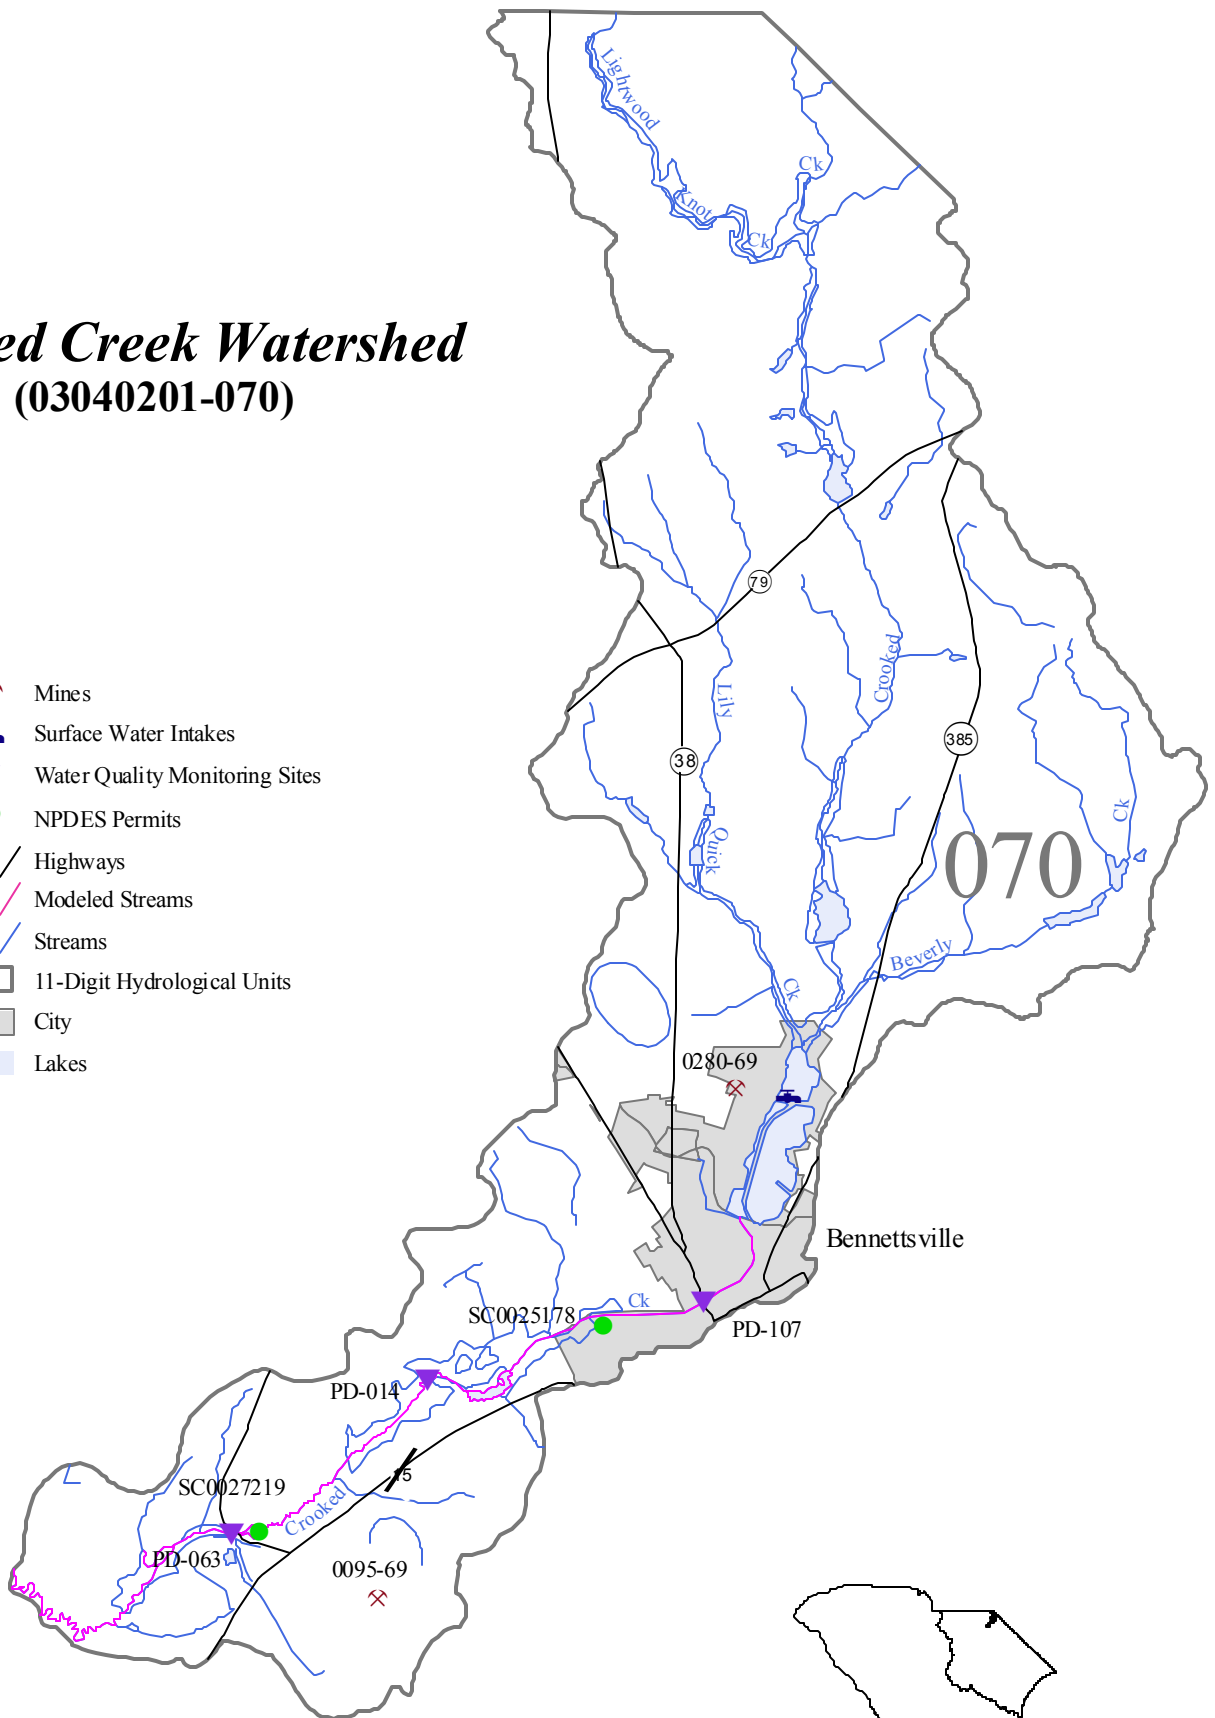 ed Creek Watershed
(03040201-070)
Mines
Surface Water Intakes
Water Quality Monitoring Sites
NPDES Permits
Highways
Modeled Streams
Streams
11-Digit Hydrological Units
City
Lakes
Lightwood
Knot
Ck
Ck
79
Crooked
Lily
38
385
Quick
Ck
070
Beverly
Ck
0280-69
Bennettsville
Ck
SC0025178
PD-107
PD-014
SC0027219
Crooked
PD-063
0095-69